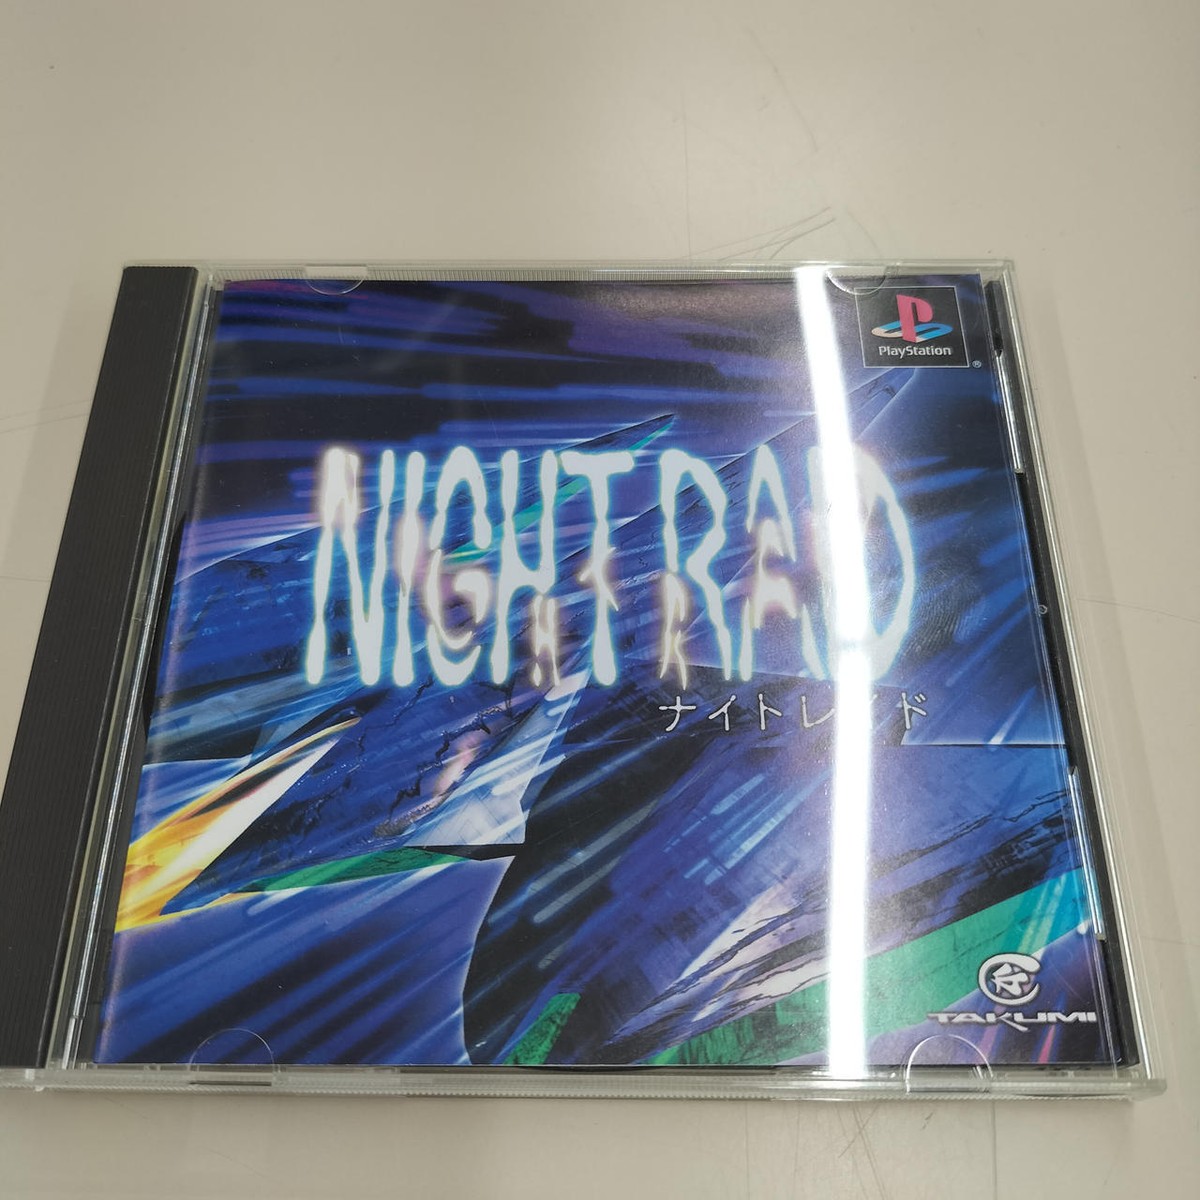 PlayStation
®
NIGHT RAID
ナイトレイド
TAKUMI